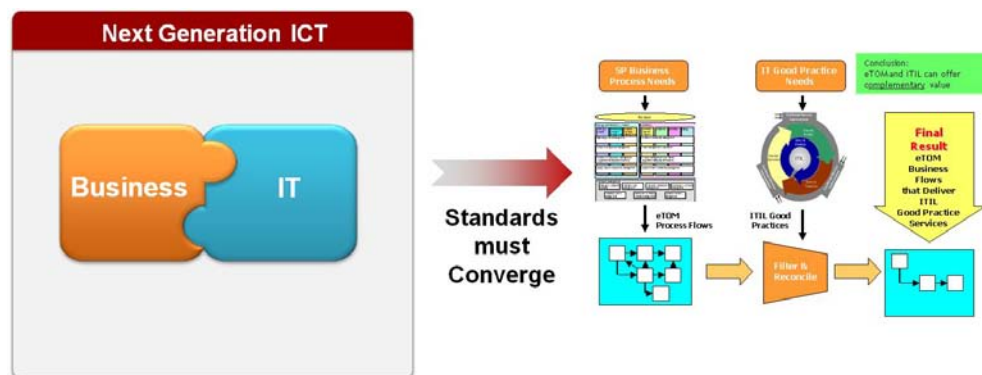 Next Generation ICT
Business
IT
Standards
must
Converge
SP Business
Process Needs
IT Good Practice
Needs
Conclusion:
eTOM and ITIL can offer
complementary value
eTOM
Process Flows
ITIL Good
Practices
Filter &
Reconcile
Final
Result
eTOM
Business
Flows
that Deliver
ITIL
Good Practice
Services